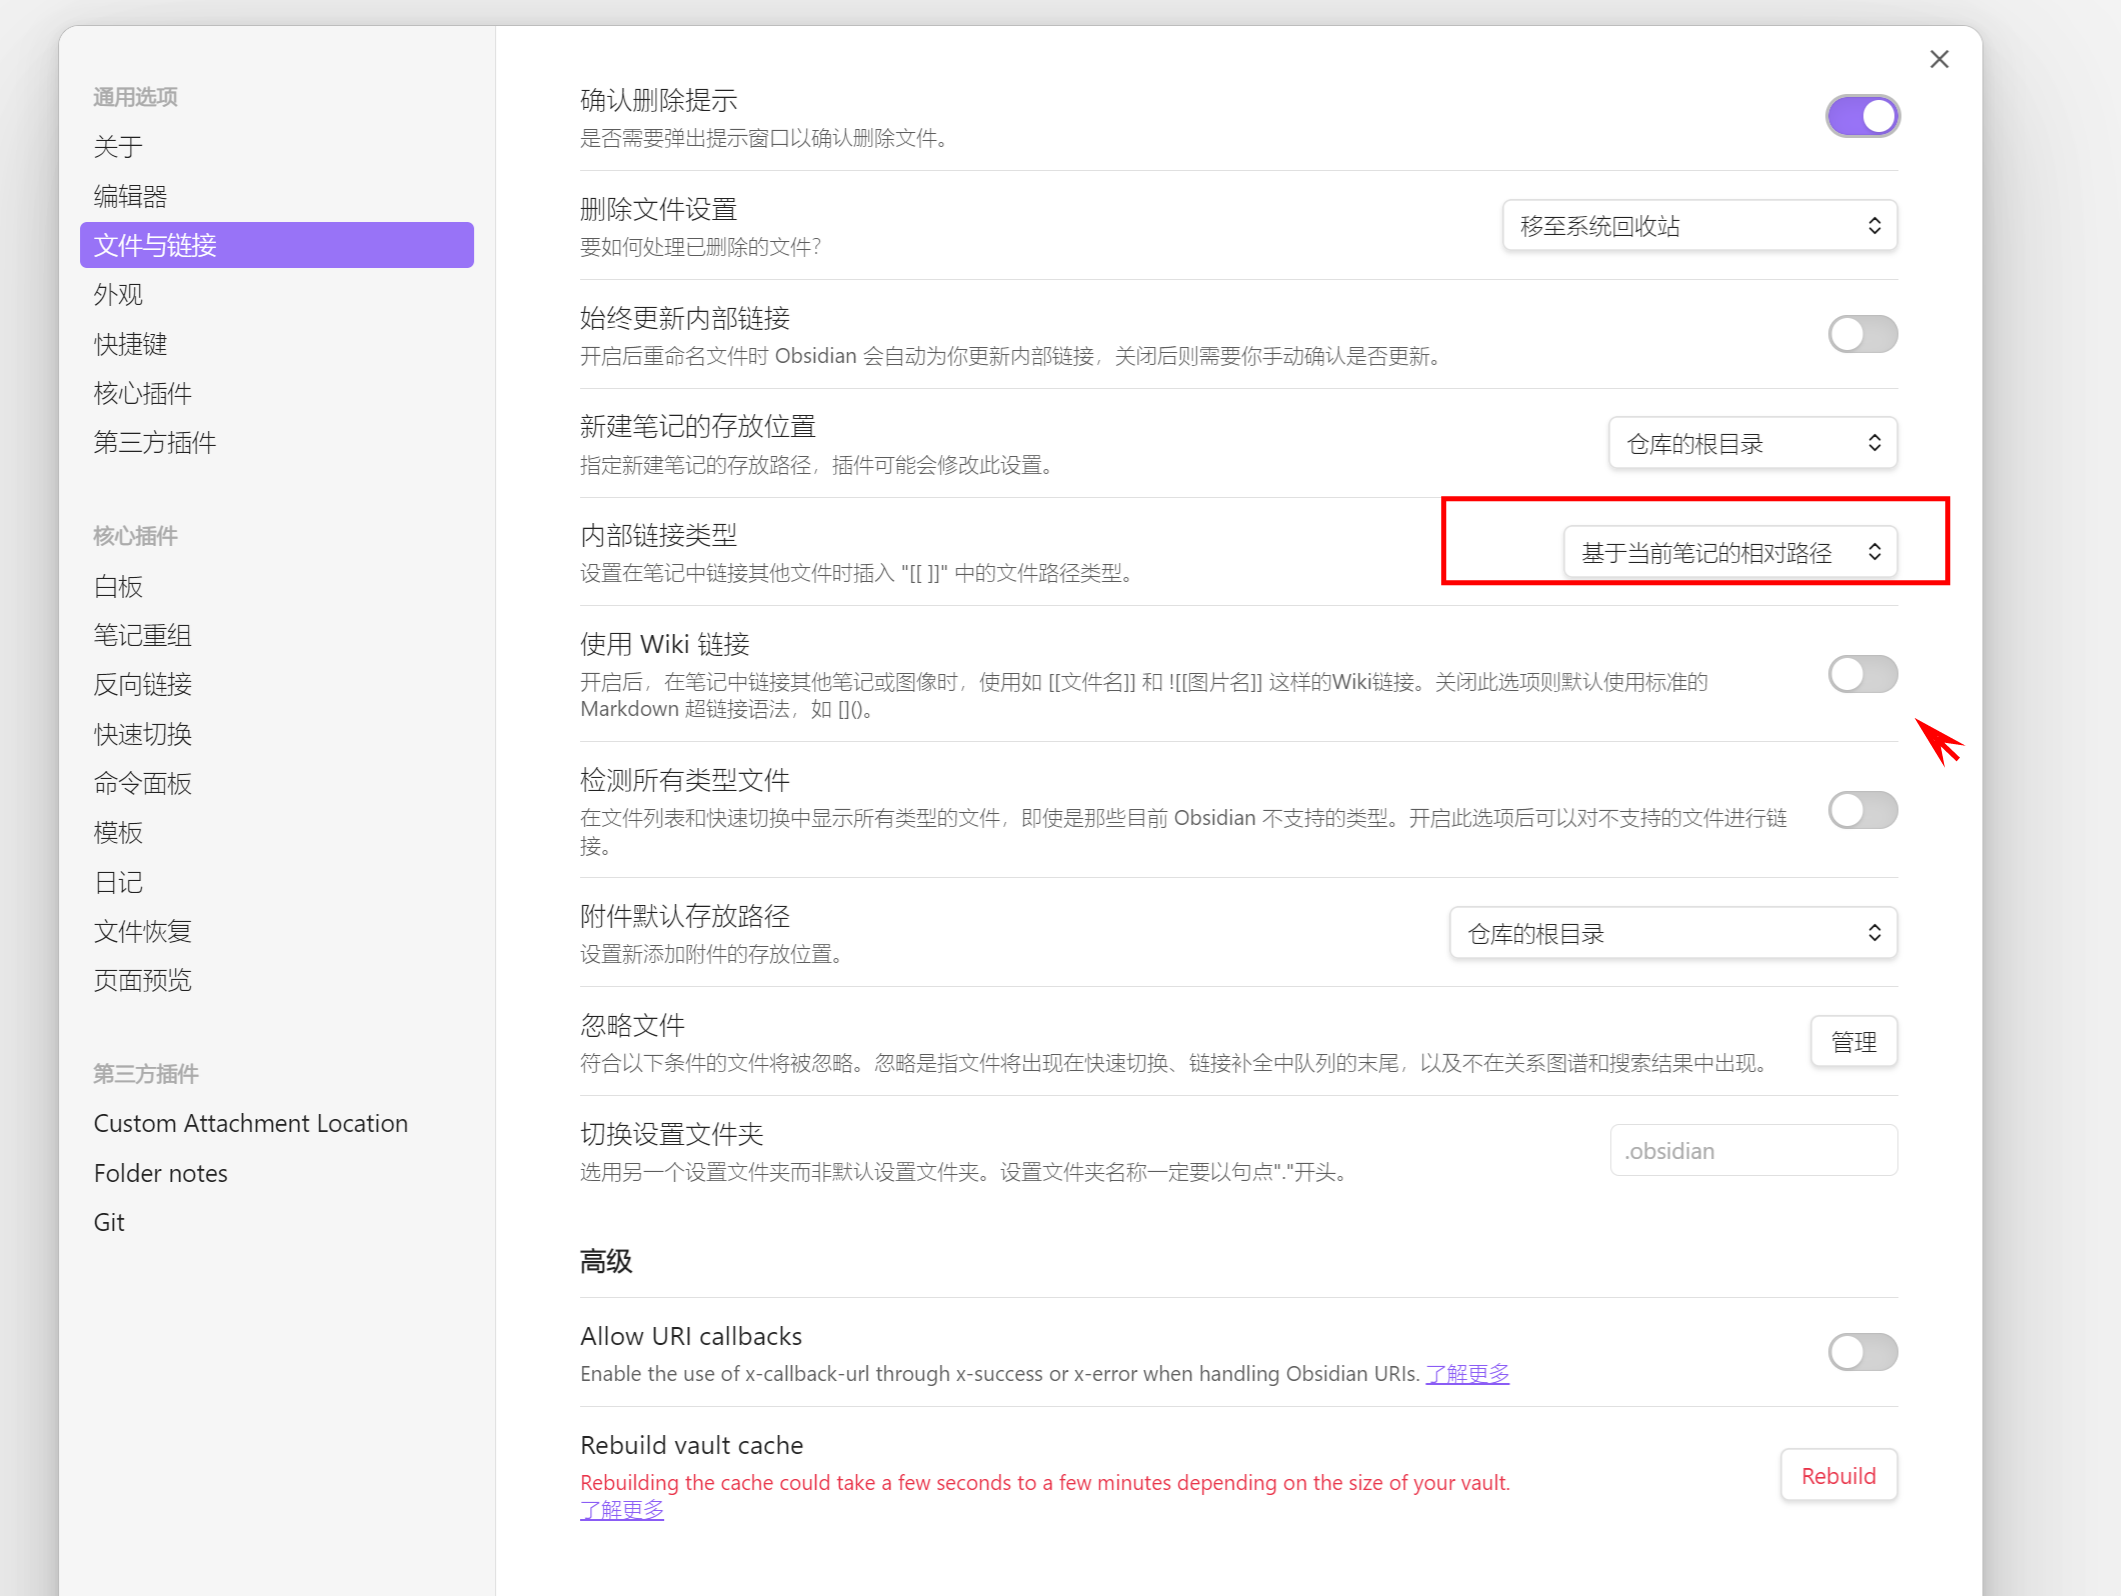 通用选项
关于
编辑器
文件与链接
外观
快捷键
核心插件
第三方插件
核心插件
白板
笔记重组
反向链接
快速切换
命令面板
模板
日记
文件恢复
页面预览
第三方插件
Custom Attachment Location
Folder notes
Git
确认删除提示
是否需要弹出提示窗口以确认删除文件。
删除文件设置
要如何处理已删除的文件？
移至系统回收站
始终更新内部链接
开启后重命名文件时 Obsidian 会自动为你更新内部链接，关闭后则需要你手动确认是否更新。
新建笔记的存放位置
指定新建笔记的存放路径，插件可能会修改此设置。
仓库的根目录
内部链接类型
设置在笔记中链接其他文件时插入 "[[ ]]" 中的文件路径类型。
基于当前笔记的相对路径
使用 Wiki 链接
开启后，在笔记中链接其他笔记或图像时，使用如 [[文件名]] 和 ![[图片名]] 这样的Wiki链接。关闭此选项则默认使用标准的
Markdown 超链接语法，如 []()。
检测所有类型文件
在文件列表和快速切换中显示所有类型的文件，即使是那些目前 Obsidian 不支持的类型。开启此选项后可以对不支持的文件进行链
接。
附件默认存放路径
设置新添加附件的存放位置。
仓库的根目录
忽略文件
符合以下条件的文件将被忽略。忽略是指文件将出现在快速切换、链接补全中队列的末尾，以及不在关系图谱和搜索结果中出现。
管理
切换设置文件夹
选用另一个设置文件夹而非默认设置文件夹。设置文件夹名称一定要以句点"."开头。
.obsidian
高级
Allow URI callbacks
Enable the use of x-callback-url through x-success or x-error when handling Obsidian URIs. 了解更多
Rebuild vault cache
Rebuilding the cache could take a few seconds to a few minutes depending on the size of your vault.
了解更多
Rebuild